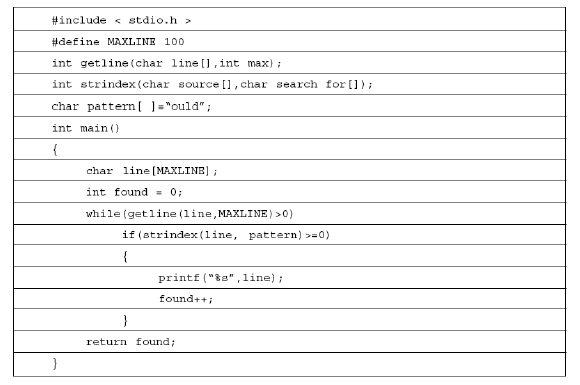 #include < stdio.h >
#define MAXLINE 100
int getline(char line[],int max);
int strindex(char source[],char search for[]);
char pattern[ ]=“ould”;
int main()
{
char line[MAXLINE];
int found = 0;
while(getline(line,MAXLINE)>0)
if(strindex(line, pattern)>=0)
{
printf(“%s”,line);
found++;
}
return found;
}